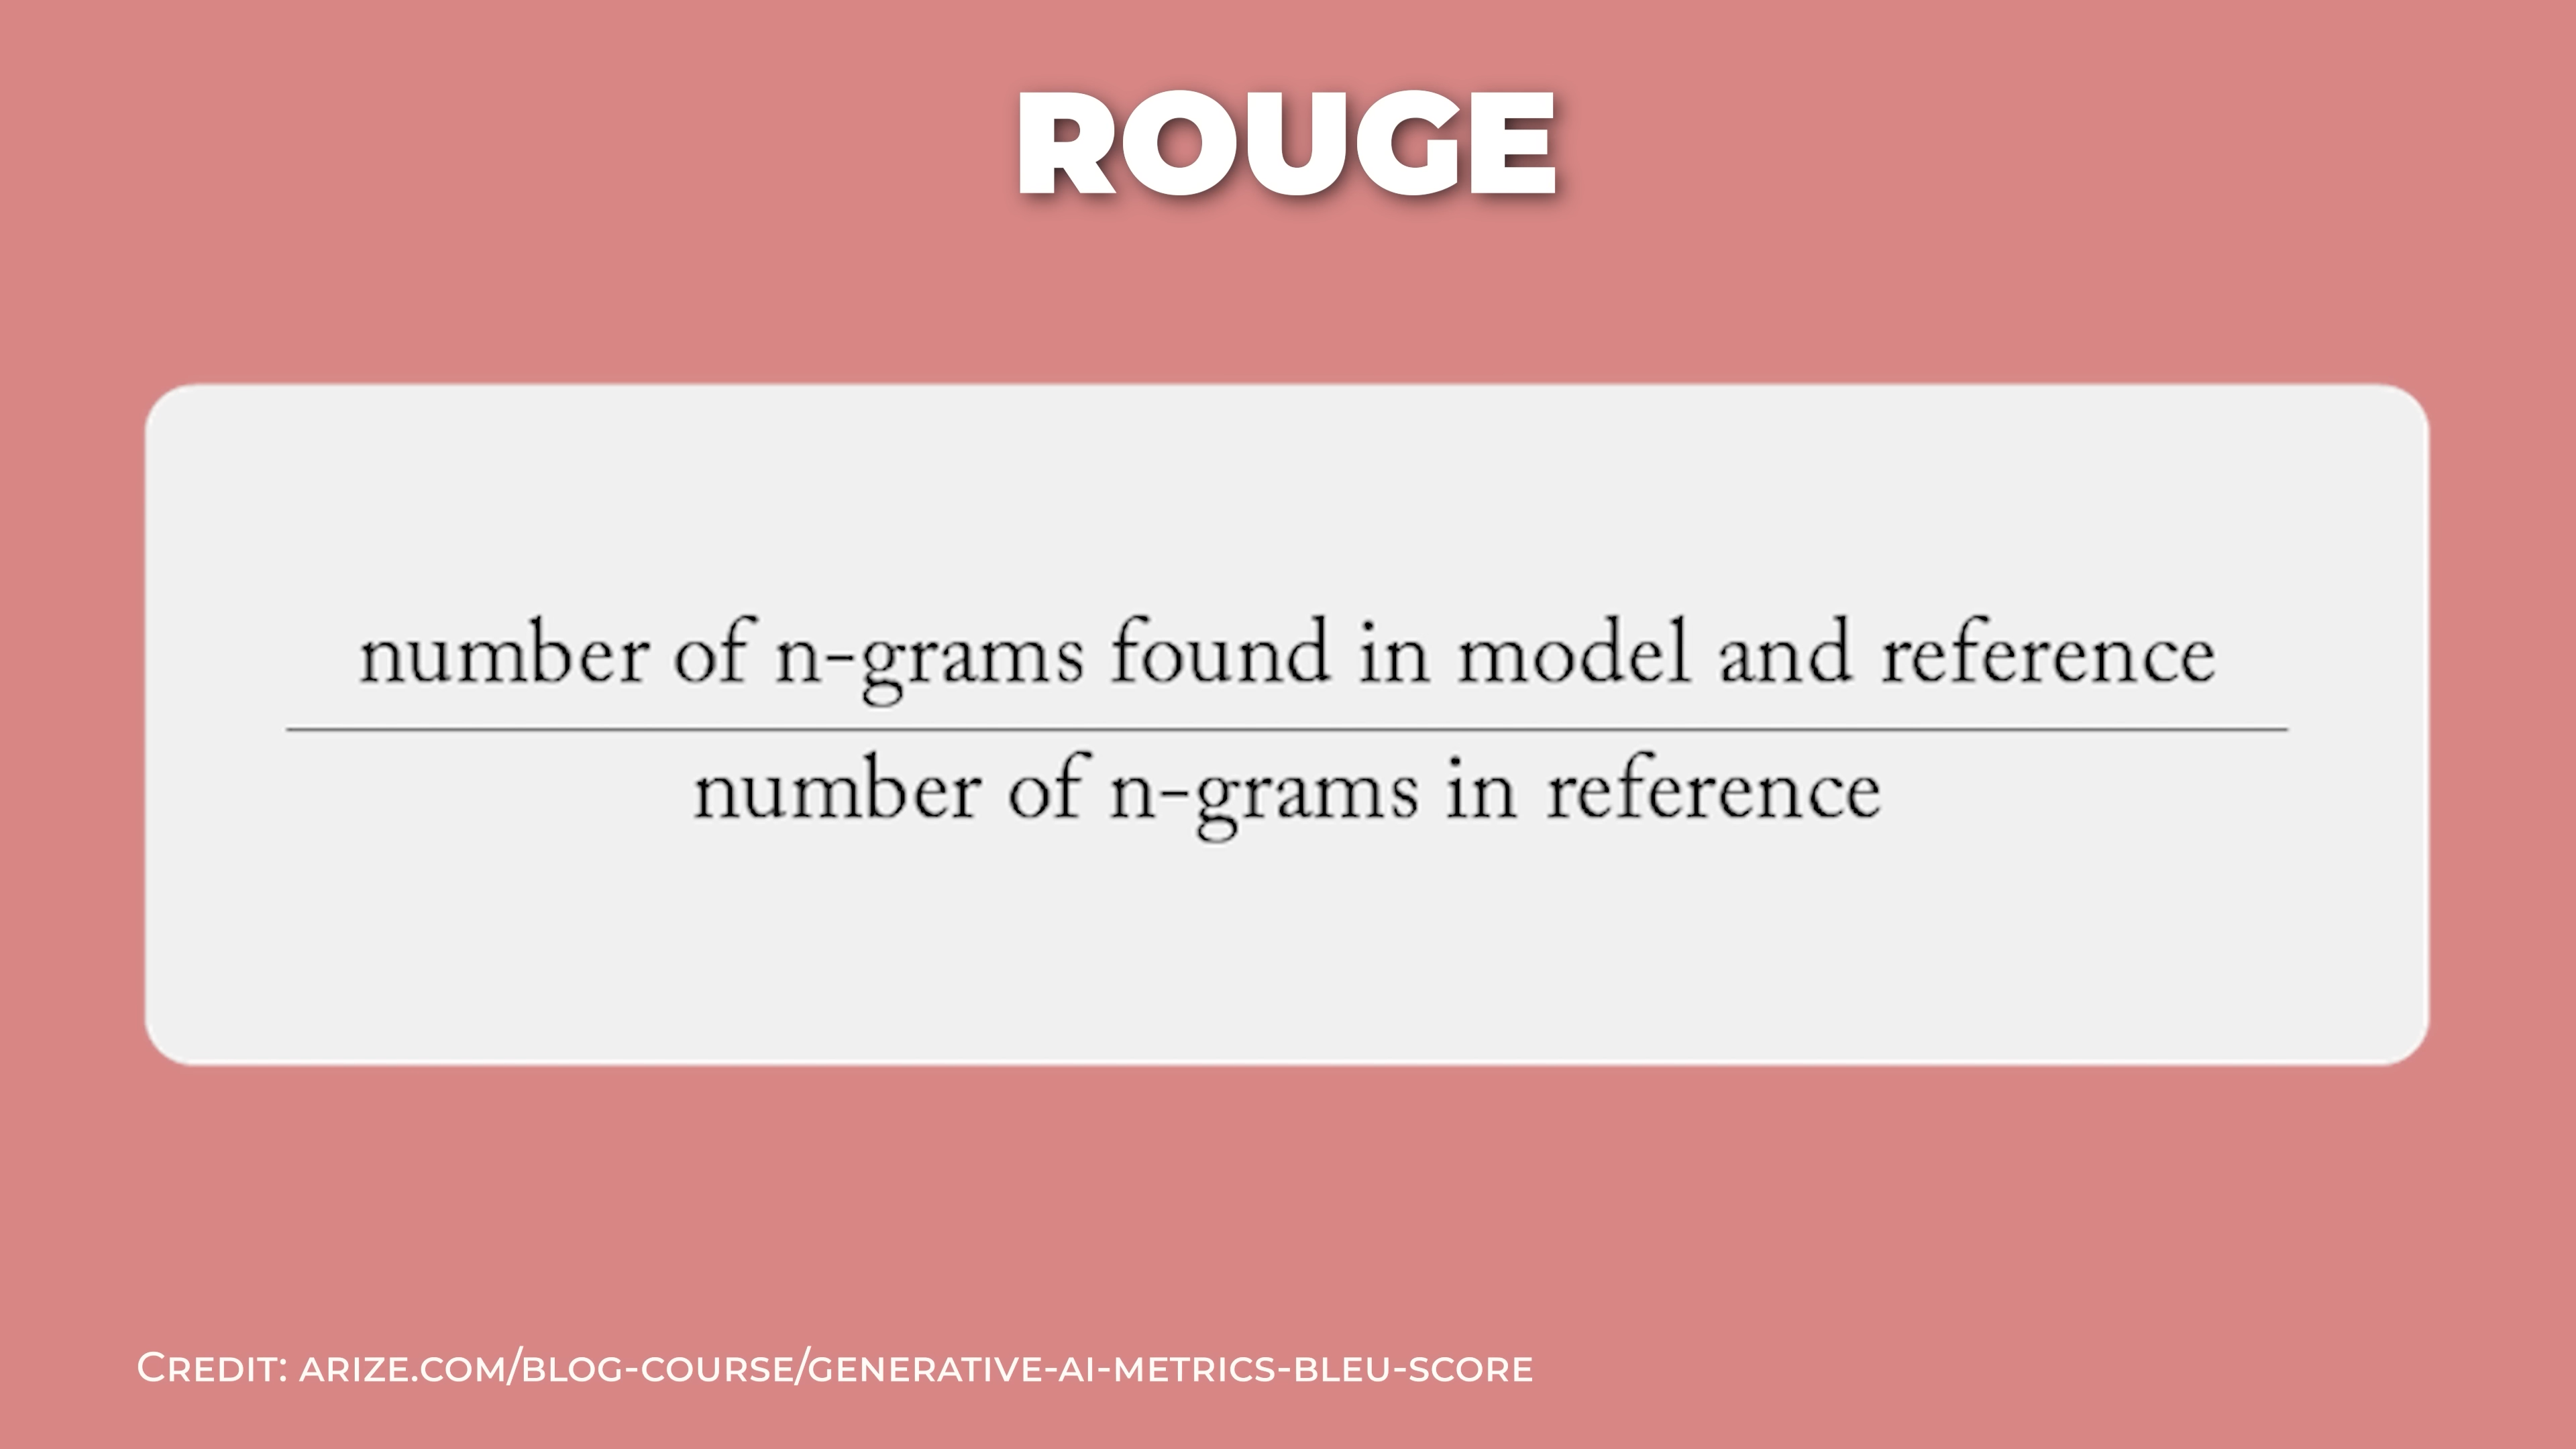 ROUGE
number of n-grams found in model and reference
number of n-grams in reference
Credit: arize.com/blog-course/generative-ai-metrics-bleu-score